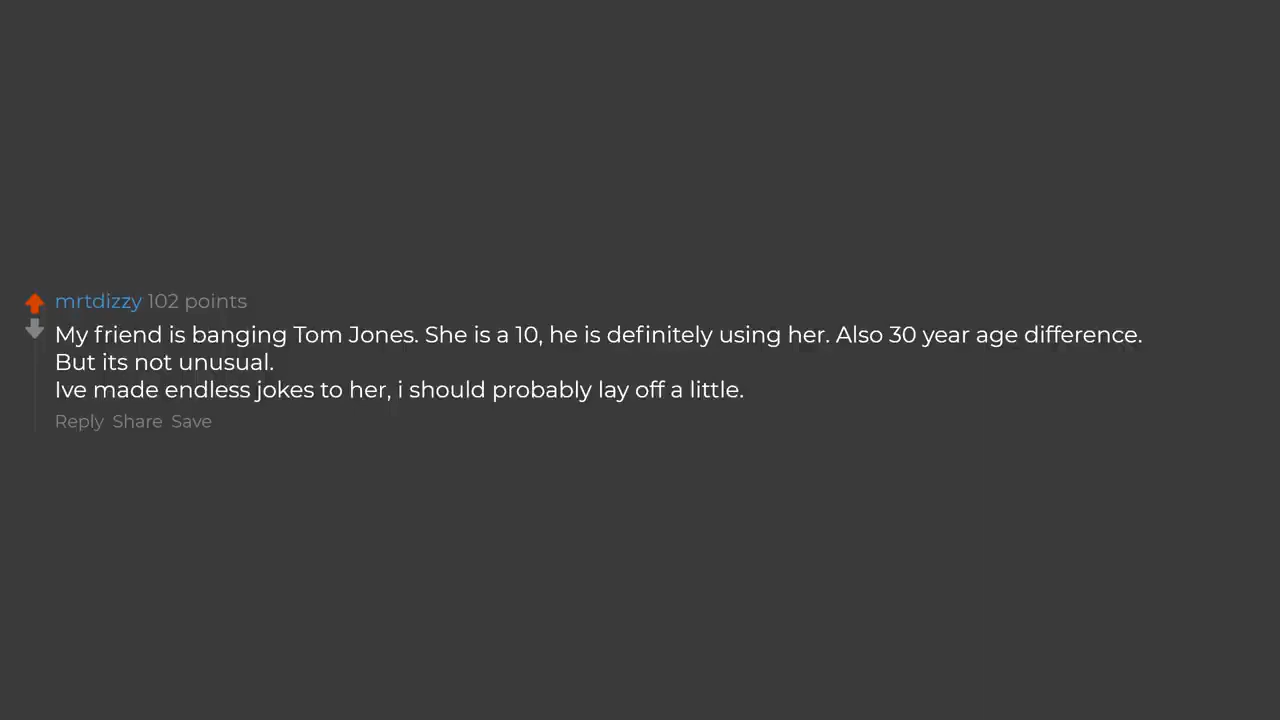 mrtdizzy 102 points
My friend is banging Tom Jones. She is a 10, he is definitely using her. Also 30 year age difference.
But its not unusual.
Ive made endless jokes to her, i should probably lay off a little.
Reply Share Save